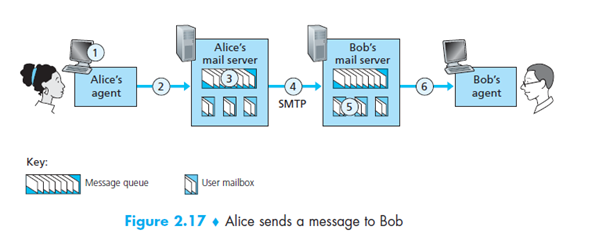 Alice's
mail server
Bob's
mail server
1
Alice's
agent
2
3
4
SMTP
5
6
Bob's
agent
Key:
Message queue
User mailbox
Figure 2.17 ♦ Alice sends a message to Bob